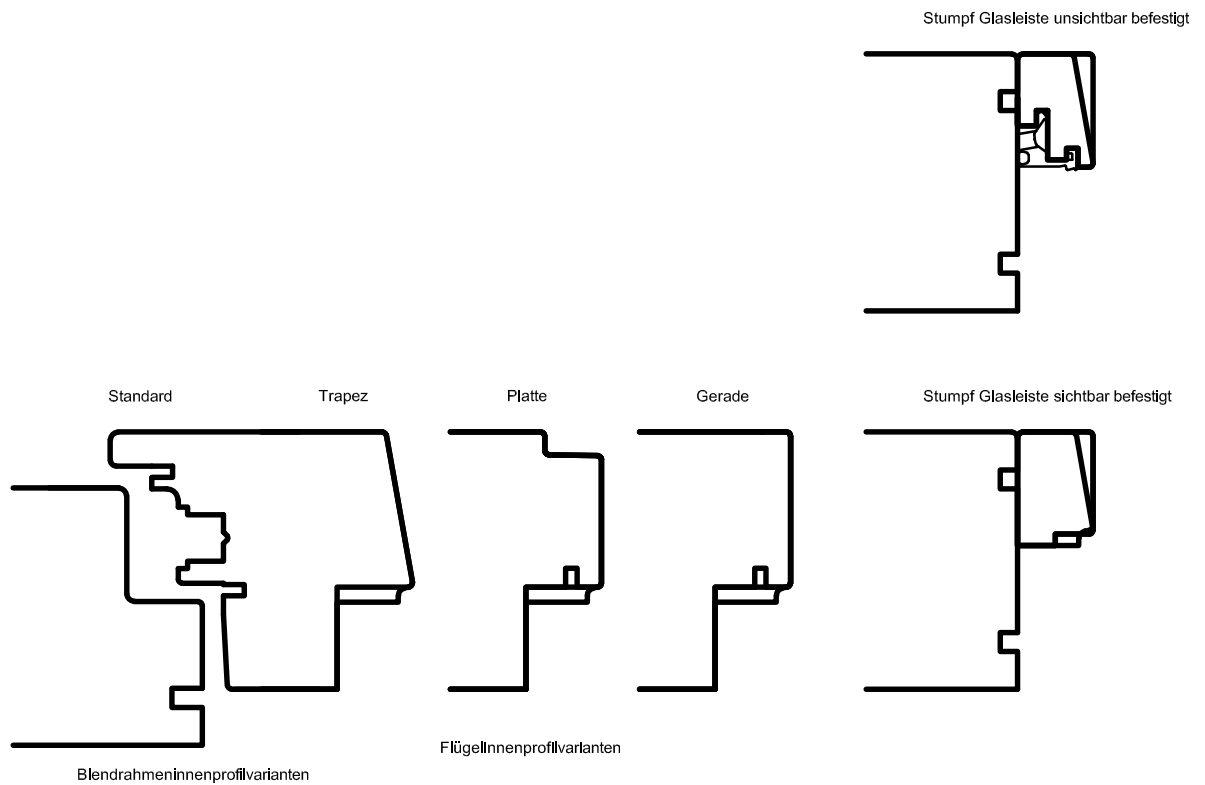 Stumpf Glasleiste unsichtbar befestigt
Standard
Trapez
Platte
Gerade
Stumpf Glasleiste sichtbar befestigt
Flügelinnenprofilvarianten
Blendrahmeninnenprofilvarianten